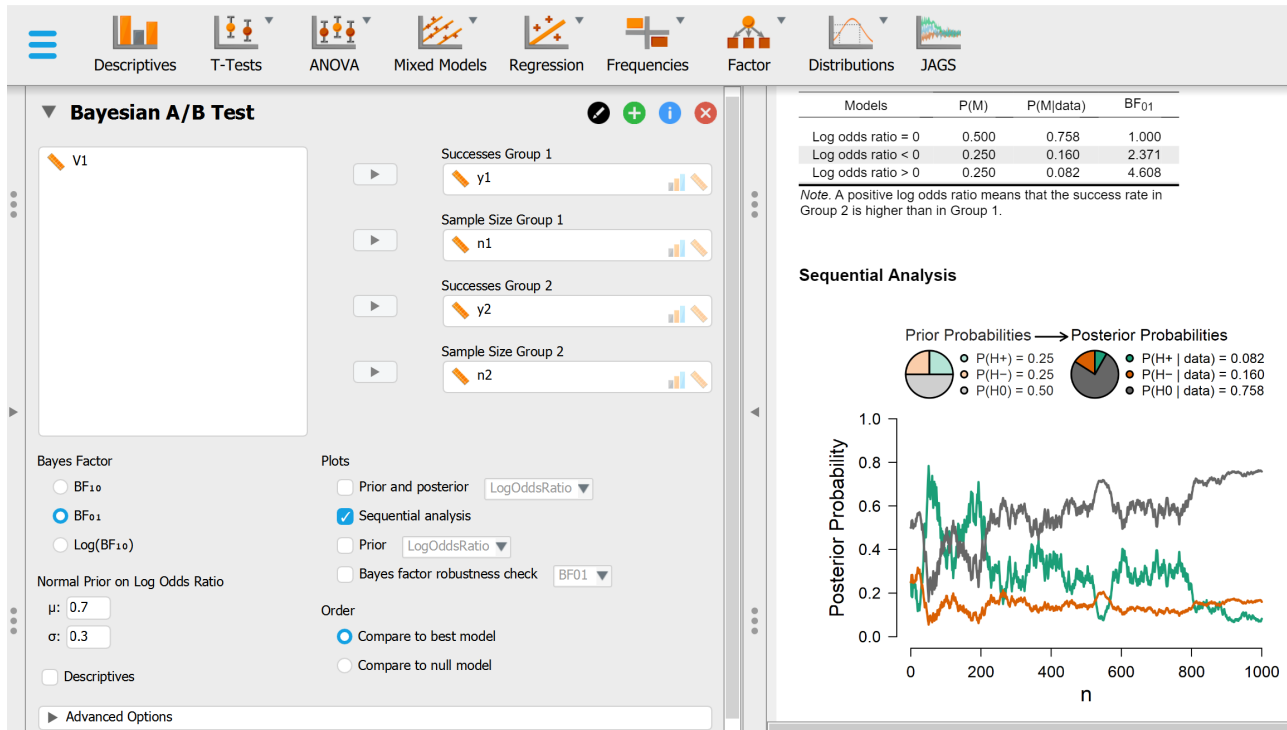 Descriptives T-Tests ANOVA Mixed Models Regression Frequencies Factor Distributions JAGS
Bayesian A/B Test
V1
Successes Group 1
y1
Sample Size Group 1
n1
Successes Group 2
y2
Sample Size Group 2
n2
Bayes Factor
BF₁₀
BF₀₁
Log(BF₁₀)
Normal Prior on Log Odds Ratio
μ: 0.7
σ: 0.3
Descriptives
Plots
Prior and posterior LogOddsRatio
Sequential analysis
Prior LogOddsRatio
Bayes factor robustness check BF01
Order
Compare to best model
Compare to null model
Advanced Options
Models P(M) P(M|data) BF₀₁
Log odds ratio = 0 0.500 0.758 1.000
Log odds ratio < 0 0.250 0.160 2.371
Log odds ratio > 0 0.250 0.082 4.608
Note. A positive log odds ratio means that the success rate in
Group 2 is higher than in Group 1.
Sequential Analysis
Prior Probabilities Posterior Probabilities
P(H+) = 0.25 P(H+ | data) = 0.082
P(H−) = 0.25 P(H− | data) = 0.160
P(H0) = 0.50 P(H0 | data) = 0.758
1.0
0.8
0.6
0.4
0.2
0.0
Posterior Probability
0 200 400 600 800 1000
n